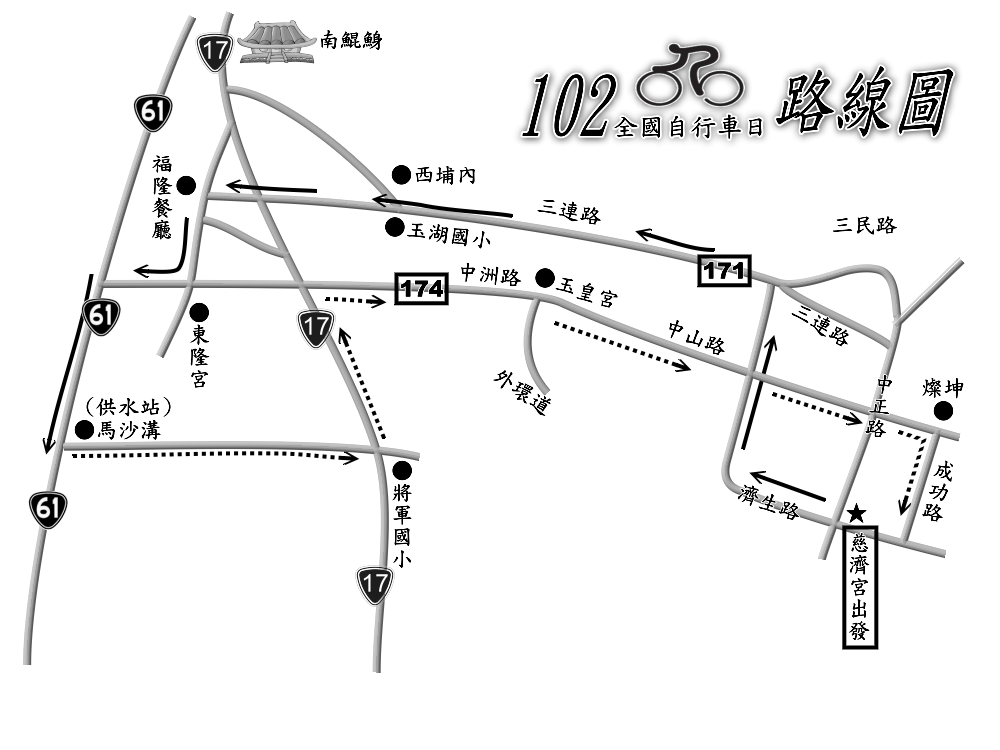 17
南鯤鯓
102
全國自行車日
路線圖
61
福隆餐廳
西埔內
玉湖國小
三連路
三民路
171
中洲路
174
玉皇宮
61
17
東隆宮
中山路
三連路
外環道
中正路
燦坤
(供水站)
馬沙溝
將軍國小
成功路
濟生路
61
17
慈濟宮出發